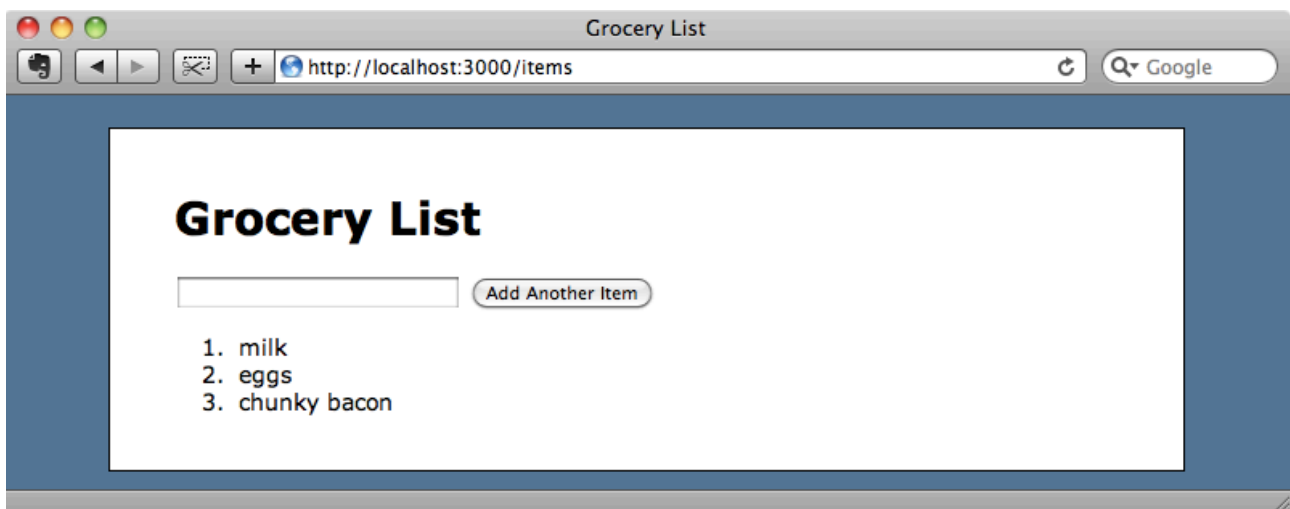 Grocery List
+ http://localhost:3000/items Google
Grocery List
Add Another Item
1. milk
2. eggs
3. chunky bacon